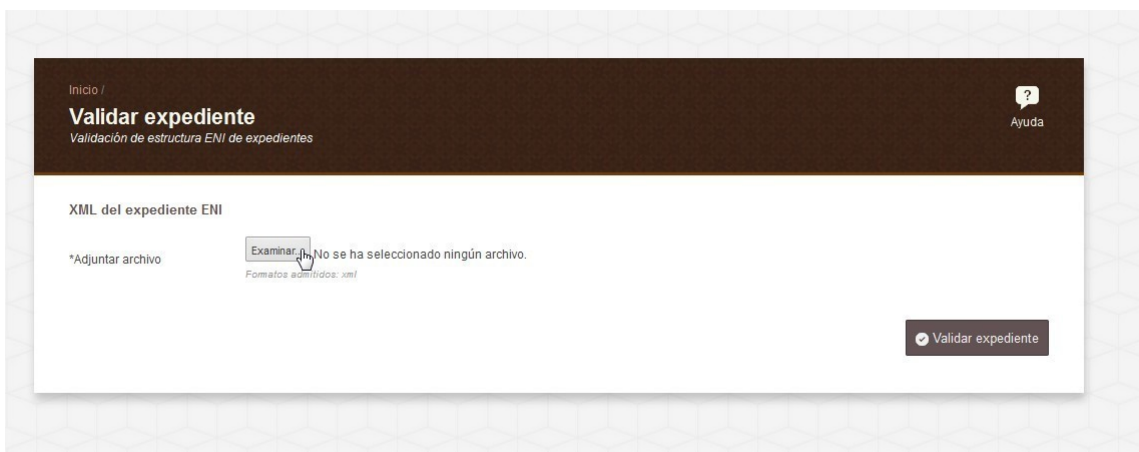 Inicio /
Validar expediente
Validación de estructura ENI de expedientes
?
Ayuda
XML del expediente ENI
*Adjuntar archivo
Examinar... No se ha seleccionado ningún archivo.
Formatos admitidos: xml
Validar expediente